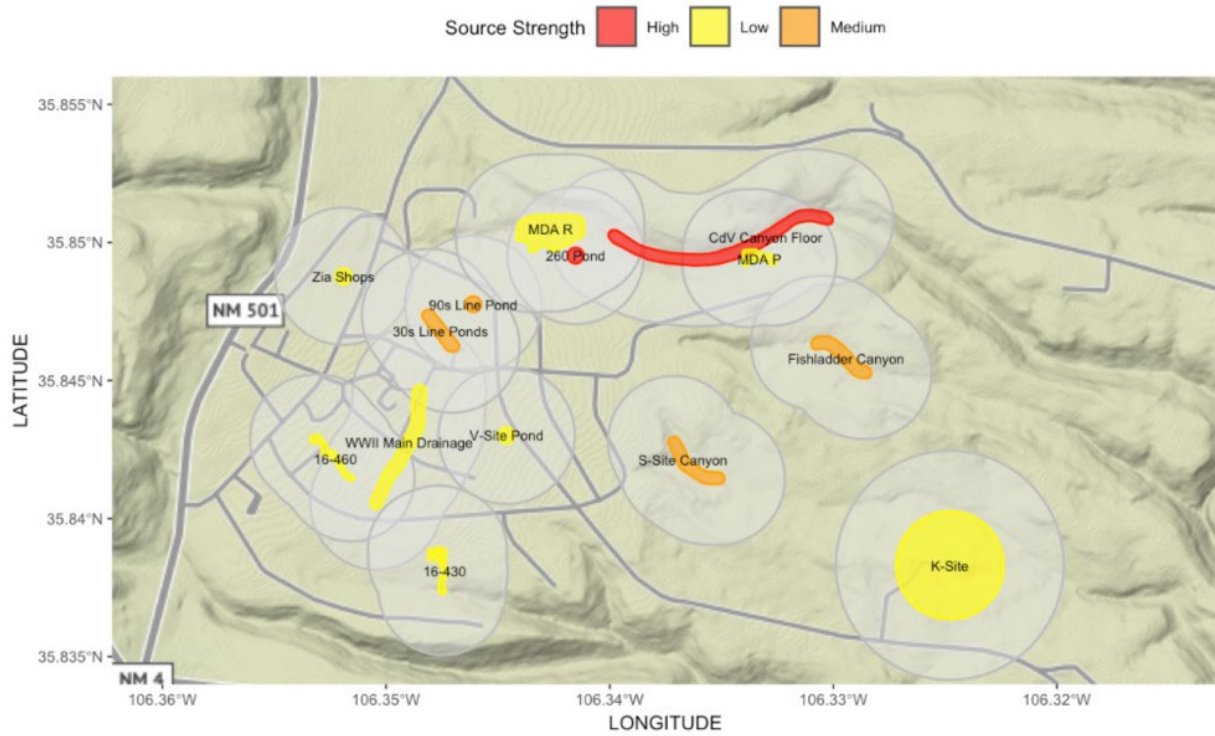 Source Strength High Low Medium
35.855°N
35.85°N
35.845°N
35.84°N
35.835°N
LATITUDE
MDA R
CdV Canyon Floor
260 Pond
MDA P
Zia Shops
NM 501
90s Line Pond
30s Line Ponds
Fishladder Canyon
V-Site Pond
WWII Main Drainage
16-460
S-Site Canyon
16-430
K-Site
NM 4
106.36°W 106.35°W 106.34°W 106.33°W 106.32°W
LONGITUDE